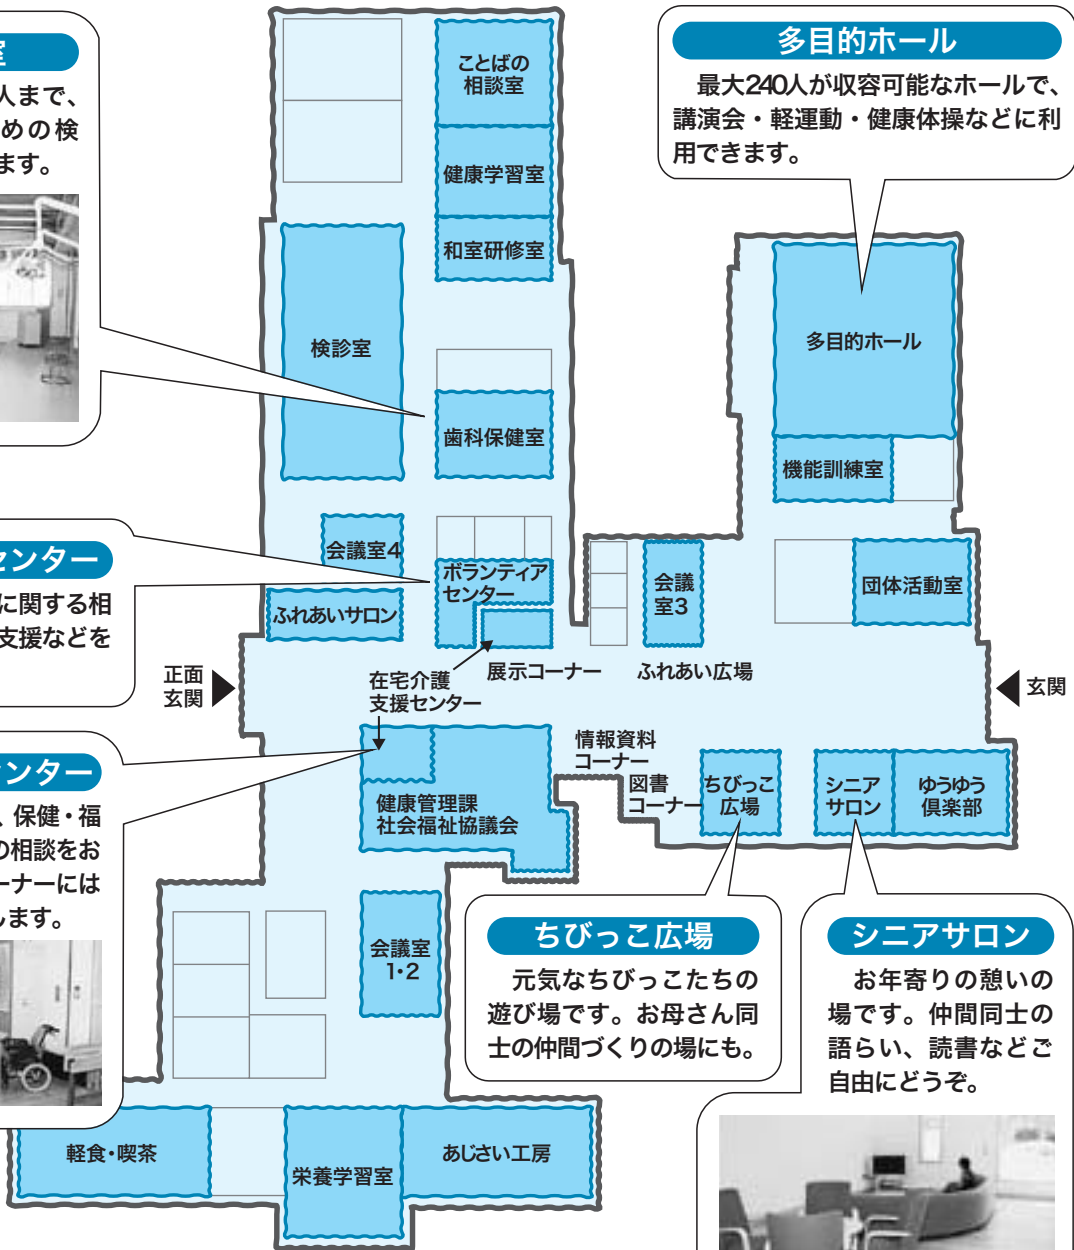 室
人まで、
めの検
ます。
多目的ホール
最大240人が収容可能なホールで、
講演会・軽運動・健康体操などに利
用できます。
ことばの
相談室
健康学習室
和室研修室
検診室
歯科保健室
多目的ホール
機能訓練室
センター
に関する相
支援などを
会議室4
ふれあいサロン
ボランティア
センター
会議
室3
団体活動室
正面
玄関
在宅介護
支援センター
展示コーナー
ふれあい広場
玄関
ンター
、保健・福
の相談をお
ーナーには
します。
健康管理課
社会福祉協議会
情報資料
コーナー
図書
コーナー
ちびっこ
広場
シニア
サロン
ゆうゆう
倶楽部
会議室
1・2
ちびっこ広場
元気なちびっこたちの
遊び場です。お母さん同
士の仲間づくりの場にも。
シニアサロン
お年寄りの憩いの
場です。仲間同士の
語らい、読書などご
自由にどうぞ。
軽食・喫茶
栄養学習室
あじさい工房